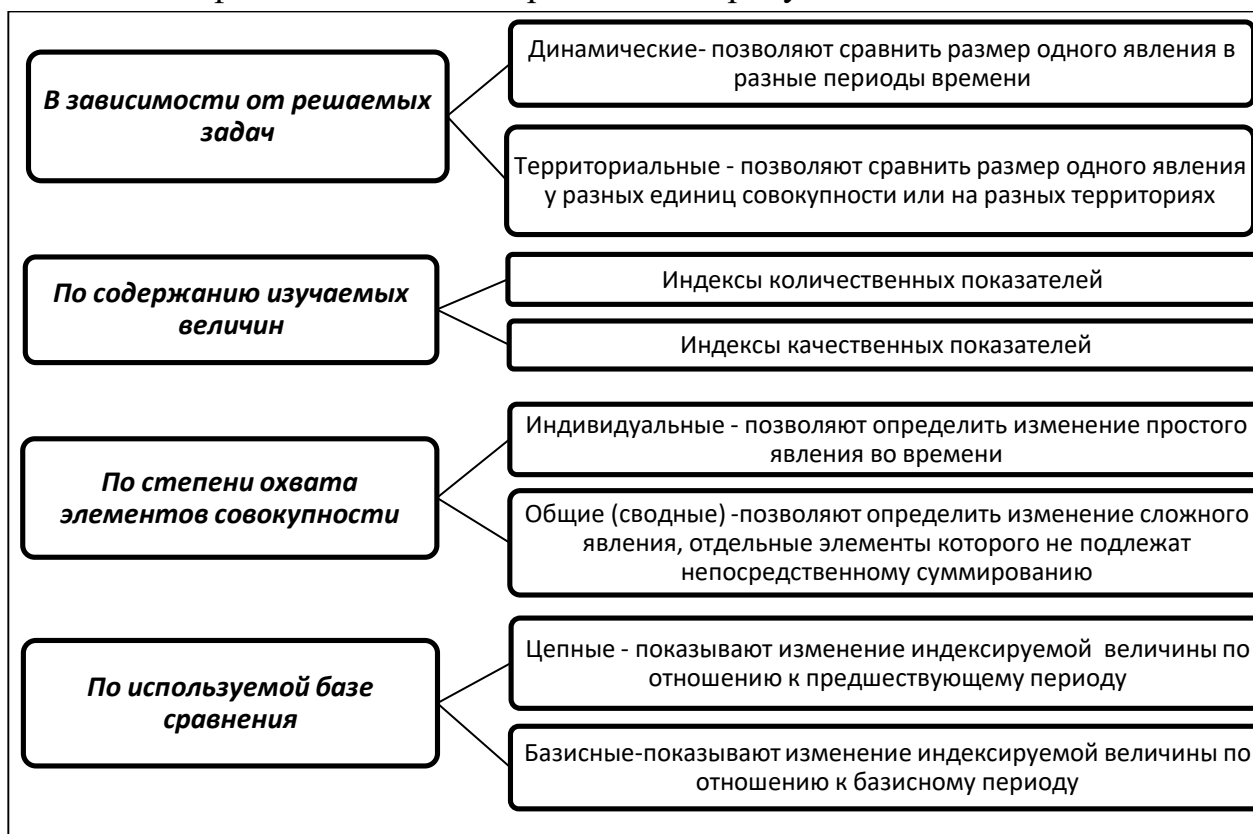 В зависимости от решаемых
задач
Динамические- позволяют сравнить размер одного явления в
разные периоды времени
Территориальные - позволяют сравнить размер одного явления
у разных единиц совокупности или на разных территориях
По содержанию изучаемых
величин
Индексы количественных показателей
Индексы качественных показателей
По степени охвата
элементов совокупности
Индивидуальные - позволяют определить изменение простого
явления во времени
Общие (сводные) -позволяют определить изменение сложного
явления, отдельные элементы которого не подлежат
непосредственному суммированию
По используемой базе
сравнения
Цепные - показывают изменение индексируемой величины по
отношению к предшествующему периоду
Базисные-показывают изменение индексируемой величины по
отношению к базисному периоду